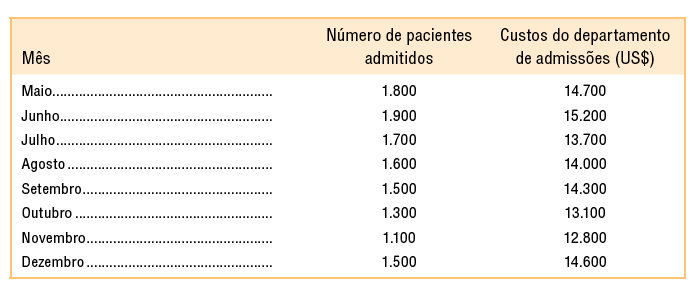 Mês Número de pacientes admitidos Custos do departamento de admissões (US$)
Maio........................................................ 1.800 14.700
Junho...................................................... 1.900 15.200
Julho....................................................... 1.700 13.700
Agosto..................................................... 1.600 14.000
Setembro................................................. 1.500 14.300
Outubro................................................... 1.300 13.100
Novembro................................................ 1.100 12.800
Dezembro................................................ 1.500 14.600